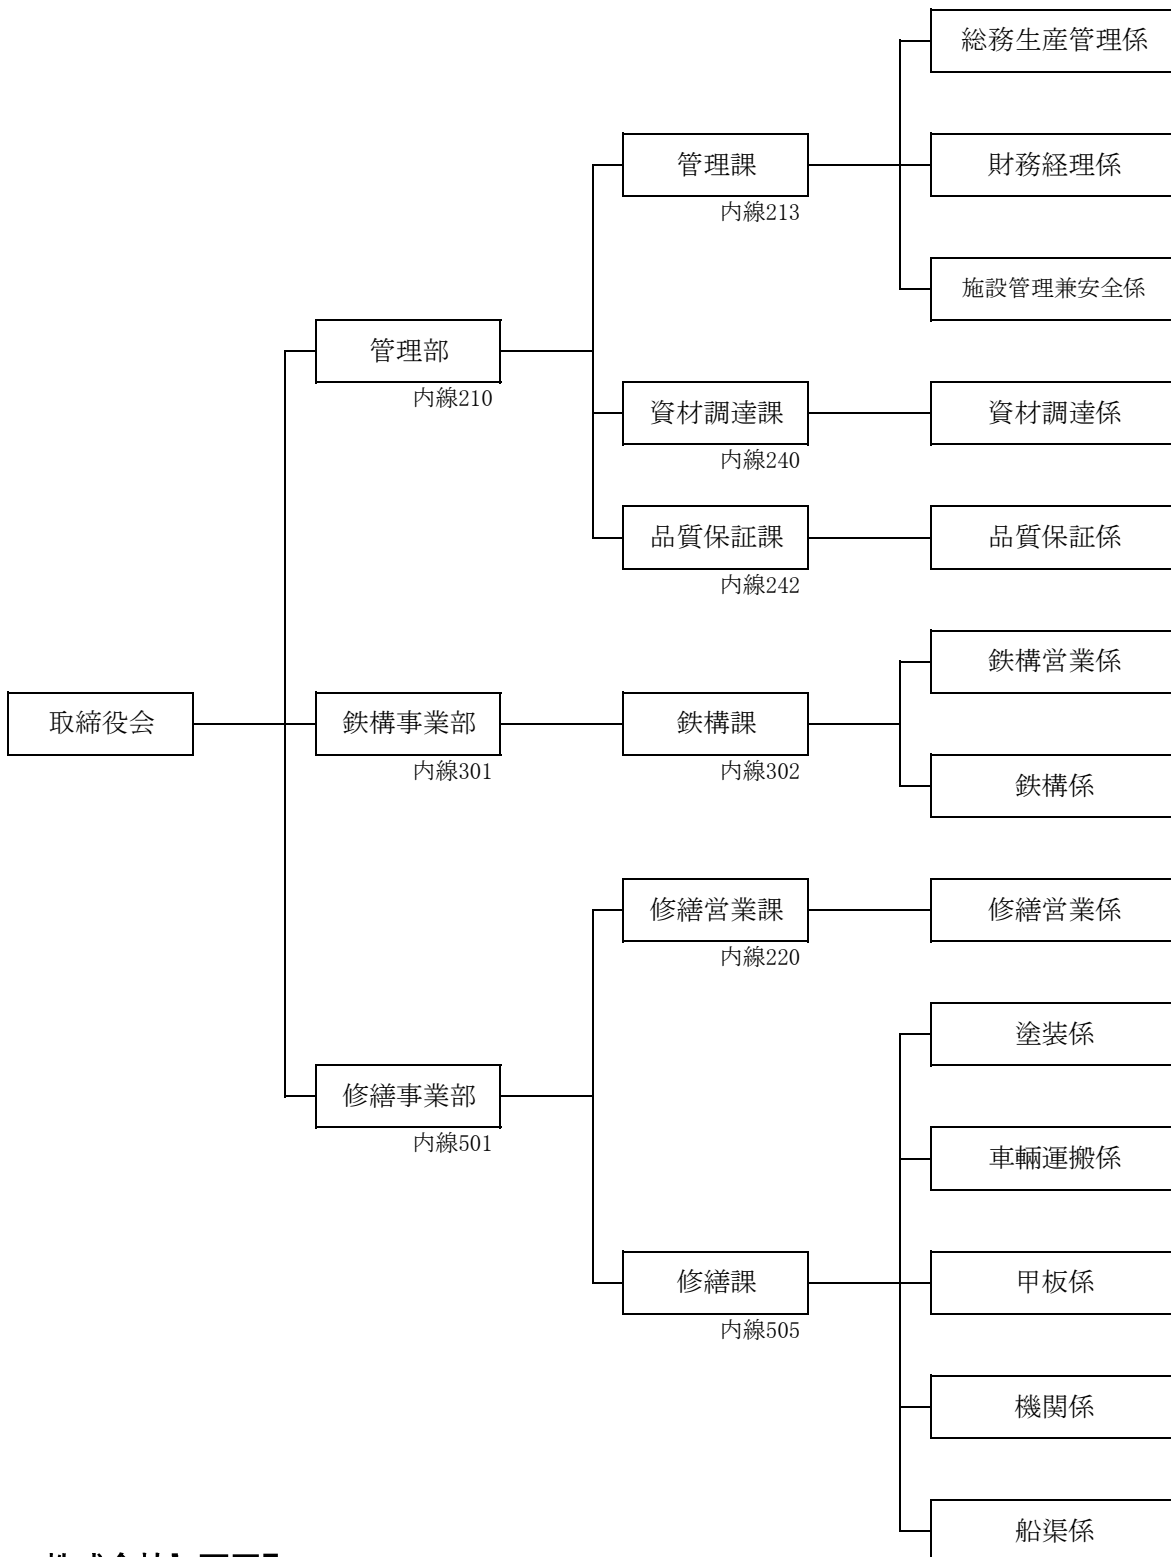 総務生産管理係
管理課
内線213
財務経理係
施設管理兼安全係
管理部
内線210
資材調達課
内線240
資材調達係
品質保証課
内線242
品質保証係
取締役会
鉄構事業部
内線301
鉄構課
内線302
鉄構営業係
鉄構係
修繕営業課
内線220
修繕営業係
修繕事業部
内線501
修繕課
内線505
塗装係
車輛運搬係
甲板係
機関係
船渠係